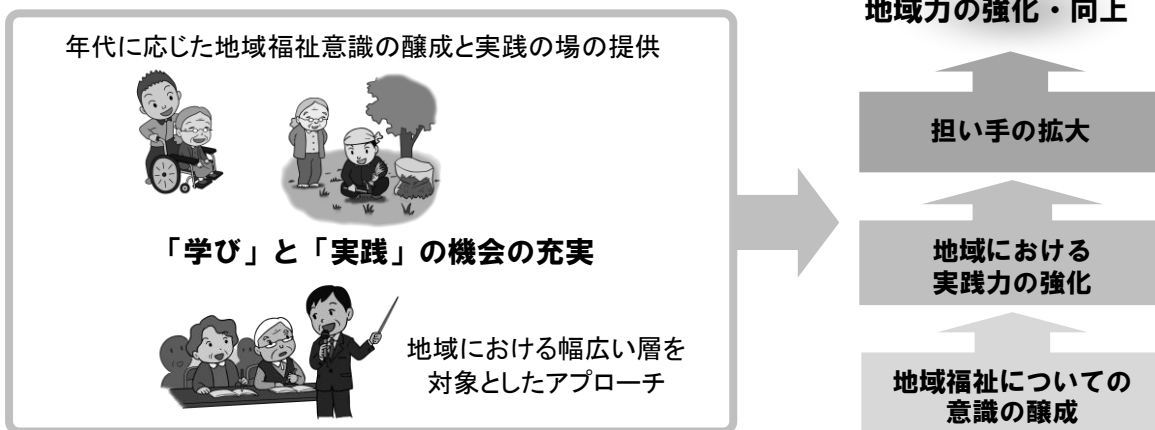 年代に応じた地域福祉意識の醸成と実践の場の提供
「学び」と「実践」の機会の充実
地域における幅広い層を
対象としたアプローチ
地域力の強化・向上
担い手の拡大
地域における
実践力の強化
地域福祉についての
意識の醸成